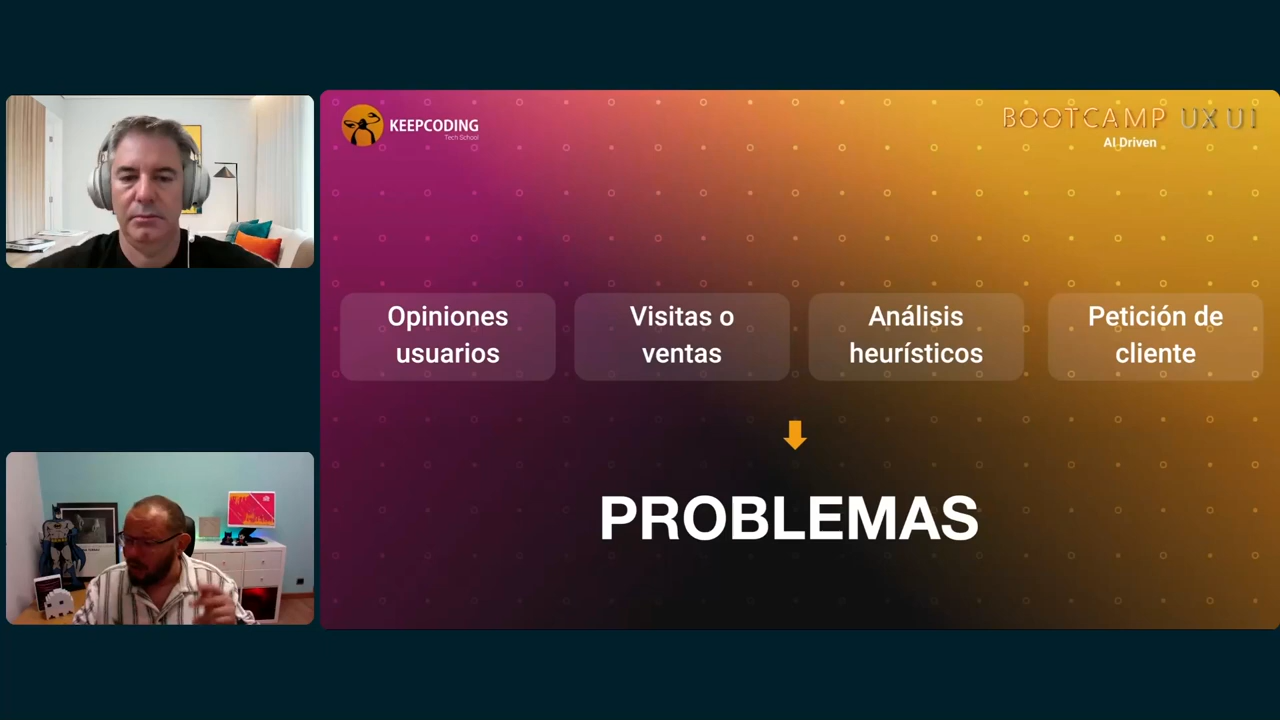 KEEPCODING
Tech School
BOOTCAMP UX UI
AI Driven
Opiniones
usuarios
Visitas o
ventas
Análisis
heurísticos
Petición de
cliente
PROBLEMAS